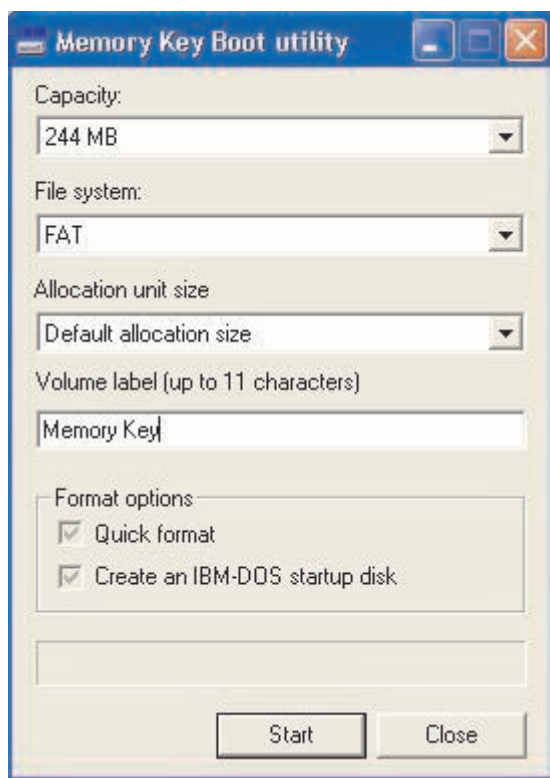 Memory Key Boot utility
Capacity:
244 MB
File system:
FAT
Allocation unit size
Default allocation size
Volume label (up to 11 characters)
Memory Key
Format options
Quick format
Create an IBM-DOS startup disk
Start Close